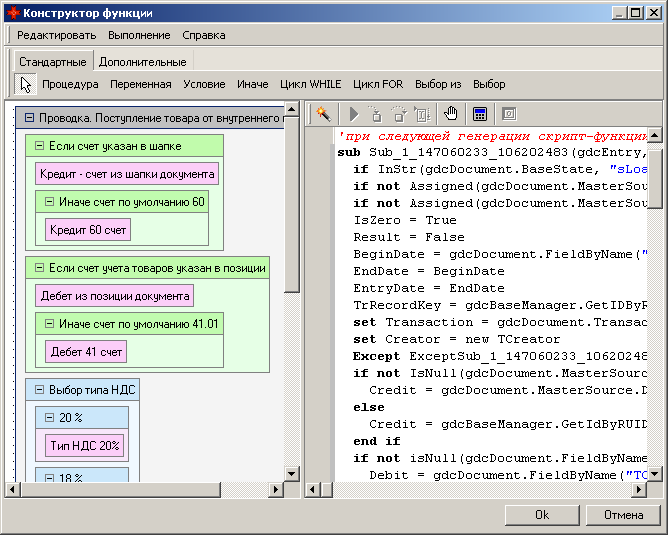 Конструктор функции
Редактировать Выполнение Справка
Стандартные Дополнительные
Процедура Переменная Условие Иначе Цикл WHILE Цикл FOR Выбор из Выбор
Проводка. Поступление товара от внутреннего
Если счет указан в шапке
Кредит - счет из шапки документа
Иначе счет по умолчанию 60
Кредит 60 счет
Если счет учета товаров указан в позиции
Дебет из позиции документа
Иначе счет по умолчанию 41.01
Дебет 41 счет
Выбор типа НДС
20 %
Тип НДС 20%
18 %
'при следующей генерации скрипт-функции
sub Sub_1_147060233_106202483(gdcEntry,
if InStr(gdcDocument.BaseState, "sLoa
if not Assigned(gdcDocument.MasterSou
if not Assigned(gdcDocument.MasterSou
IsZero = True
Result = False
BeginDate = gdcDocument.FieldByName("
EndDate = BeginDate
EntryDate = EndDate
TrRecordKey = gdcBaseManager.GetIDByR
set Transaction = gdcDocument.Transac
set Creator = new TCreator
Except ExceptSub_1_147060233_1062024​8
if not IsNull(gdcDocument.MasterSourc
Credit = gdcDocument.MasterSource.D
else
Credit = gdcBaseManager.GetIdByRUID
end if
if not isNull(gdcDocument.FieldByName
Debit = gdcDocument.FieldByName("TO
Ok Отмена